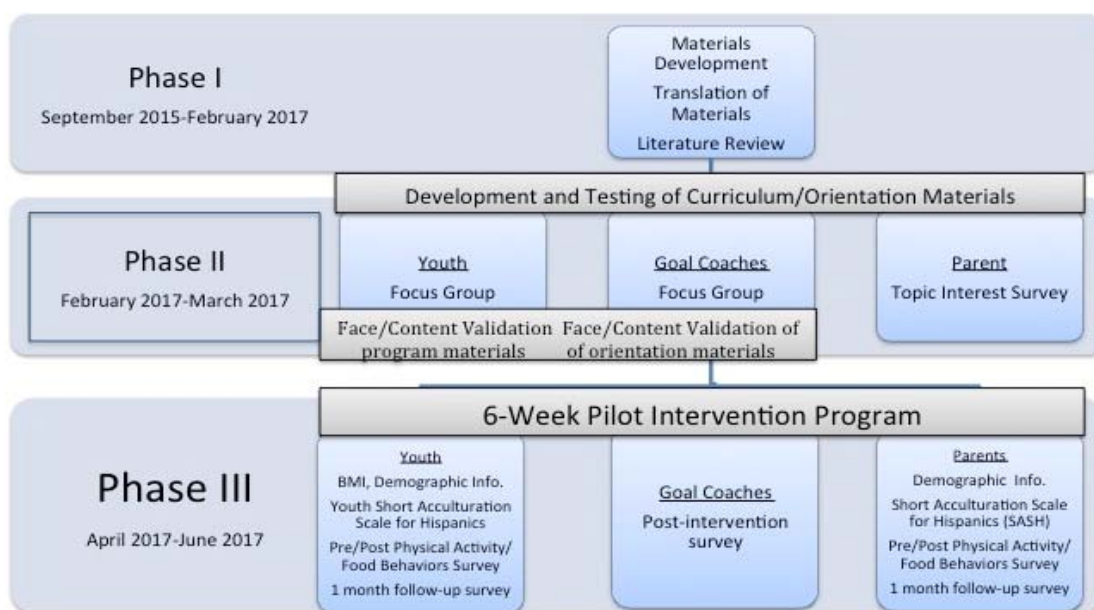 Phase I
September 2015-February 2017
Materials
Development
Translation of
Materials
Literature Review
Development and Testing of Curriculum/Orientation Materials
Phase II
February 2017-March 2017
Youth
Focus Group
Goal Coaches
Focus Group
Parent
Topic Interest Survey
Face/Content Validation
program materials
Face/Content Validation of
of orientation materials
6-Week Pilot Intervention Program
Phase III
April 2017-June 2017
Youth
BMI, Demographic Info.
Youth Short Acculturation
Scale for Hispanics
Pre/Post Physical Activity/
Food Behaviors Survey
1 month follow-up survey
Goal Coaches
Post-intervention
survey
Parents
Demographic Info.
Short Acculturation Scale
for Hispanic (SASH)
Pre/Post Physical Activity/
Food Behaviors Survey
1 month follow-up survey